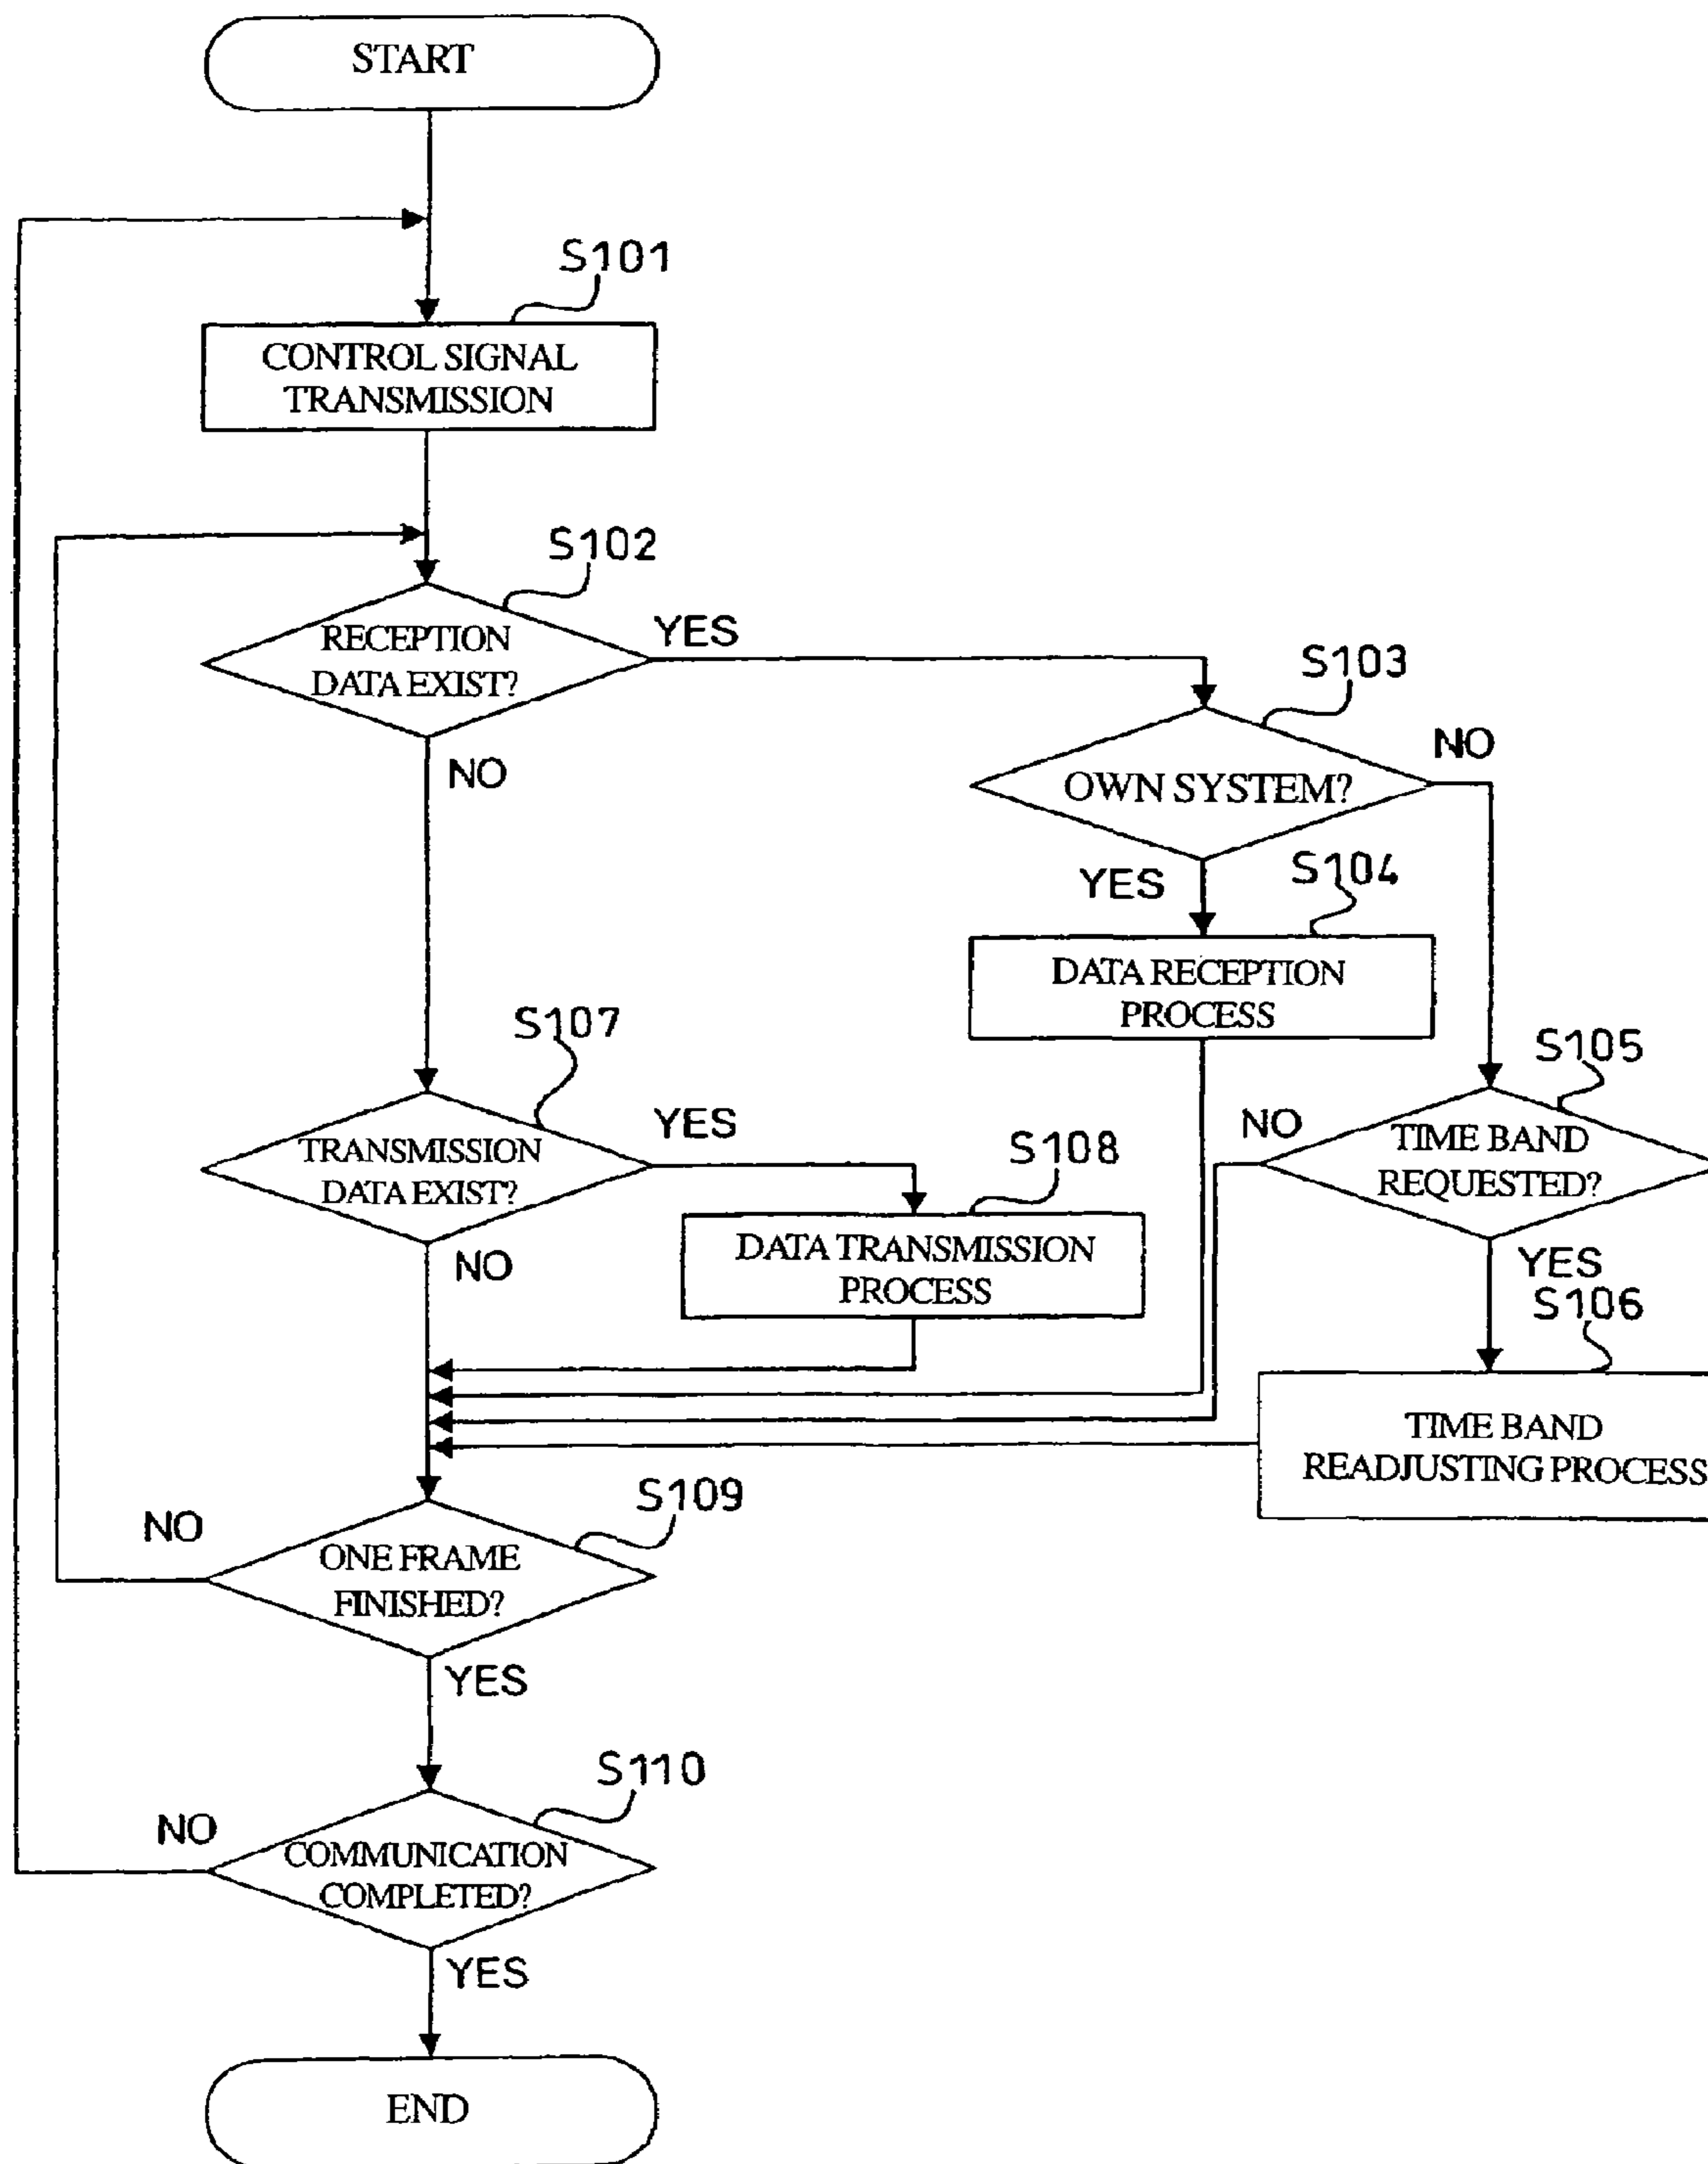 START
S101
CONTROL SIGNAL
TRANSMISSION
S102
RECEPTION
DATA EXIST?
YES
NO
S103
OWN SYSTEM?
NO
YES
S104
DATA RECEPTION
PROCESS
S105
TIME BAND
REQUESTED?
NO
YES
S106
TIME BAND
READJUSTING PROCESS
S107
TRANSMISSION
DATA EXIST?
YES
NO
S108
DATA TRANSMISSION
PROCESS
S109
ONE FRAME
FINISHED?
NO
YES
S110
COMMUNICATION
COMPLETED?
NO
YES
END